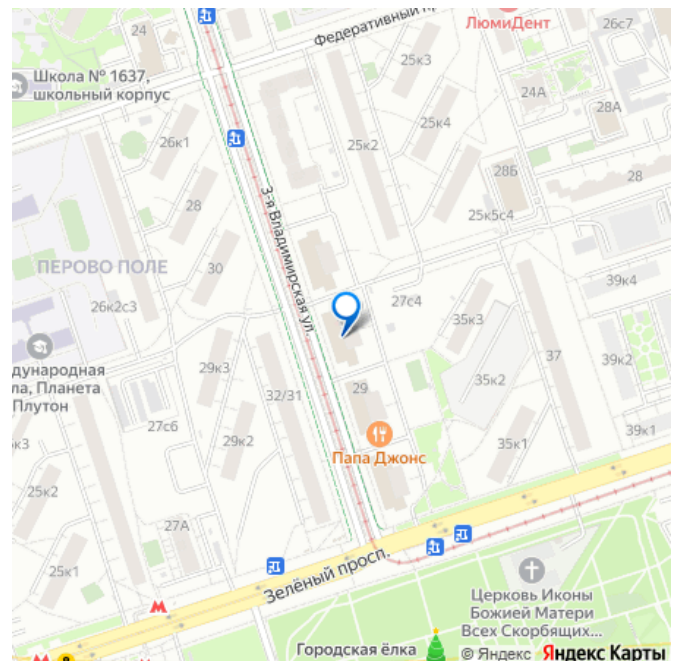 24
Федеративный пр
ЛюмиДент
26с7
Школа № 1637,
школьный корпус
25к3
24А
28А
26к1
25к4
25к2
28Б
28
28
25к5с4
3-я Владимирская ул.
ПЕРОВО ПОЛЕ
30
39к4
26к2с3
27с4
35к3
дународная
ла, Планета
Плутон
29к3
37
39к2
32/31
29
35к2
27с6
39к1
к3
29к2
Папа Джонс
35к1
25к2
27А
25к1
Зелёный просп.
Церковь Иконы
Божией Матери
Всех Скорбящих...
Городская ёлка
© Яндекс Яндекс Карты